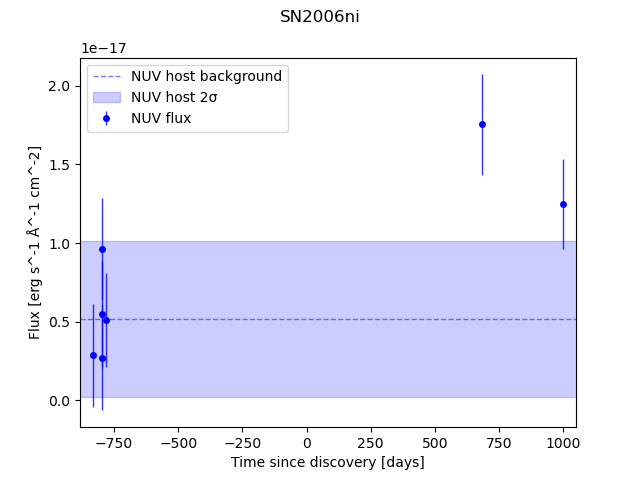 SN2006ni
1e−17
NUV host background
NUV host 2σ
NUV flux
2.0
1.5
1.0
0.5
0.0
Flux [erg s^-1 Å^-1 cm^-2]
−750 −500 −250 0 250 500 750 1000
Time since discovery [days]